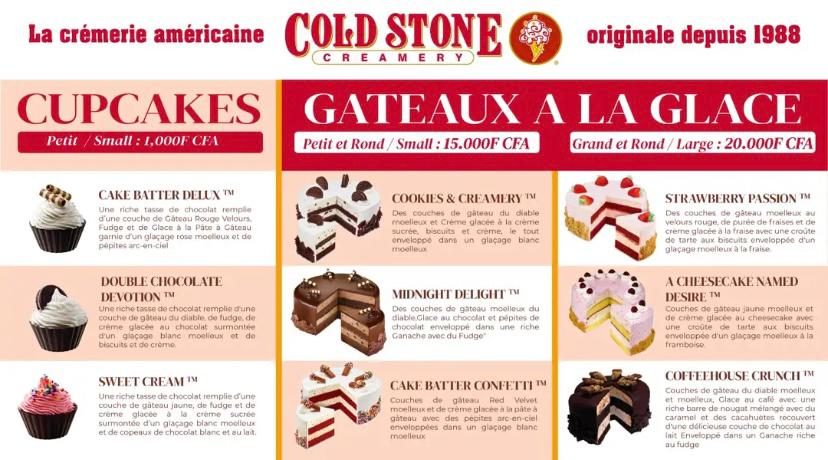 La crémerie américaine
COLD STONE
CREAMERY
originale depuis 1988
CUPCAKES
Petit / Small : 1,000F CFA
GATEAUX A LA GLACE
Petit et Rond / Small : 15.000F CFA
Grand et Rond / Large : 20.000F CFA
CAKE BATTER DELUX ™
Une riche tasse de chocolat remplie
d'une couche de Gâteau Rouge Velours,
Fudge et de Glace à la Pâte à Gâteau
garnie d'un glaçage rose moelleux et de
pépites arc-en-ciel
DOUBLE CHOCOLATE
DEVOTION ™
Une riche tasse de chocolat remplie d'une
couche de gâteau du diable, de fudge, de
crème glacée au chocolat surmontée
d'un glaçage blanc moelleux et de
biscuits et de crème.
SWEET CREAM ™
Une riche tasse de chocolat remplie d'une
couche de gâteau jaune, de fudge et de
crème glacée à la crème sucrée
surmontée d'un glaçage blanc moelleux
et de copeaux de chocolat blanc et au lait.
COOKIES & CREAMERY ™
Des couches de gâteau du diable
moelleux et Crème glacée à la crème
sucrée, biscuits et crème, le tout
enveloppé dans un glaçage blanc
moelleux.
MIDNIGHT DELIGHT ™
Des couches de gâteau moelleux du
diable,Glace au chocolat et pépites de
chocolat enveloppé dans une riche
Ganache avec du Fudge"
CAKE BATTER CONFETTI ™
Couches de gâteau Red Velvet
moelleux et de crème glacée à la pâte à
gâteau avec des pépites arc-en-ciel
enveloppées dans un glaçage blanc
moelleux
STRAWBERRY PASSION ™
Des couches de gâteau moelleux au
velours rouge, de purée de fraises et de
crème glacée à la fraise avec une croûte
de tarte aux biscuits enveloppée d'un
glaçage moelleux à la fraise.
A CHEESECAKE NAMED
DESIRE ™
Couches de gâteau jaune moelleux et
de crème glacée au cheesecake avec
une croûte de tarte aux biscuits
enveloppée d'un glaçage moelleux à la
framboise.
COFFEEHOUSE CRUNCH ™
Couches de gâteau du diable moelleux
et moelleux, Glace au café avec une
riche barre de nougat mélangé avec du
caramel et des cacahuètes recouvert
d'une délicieuse couche de chocolat au
lait Enveloppé dans un Ganache riche
au fudge